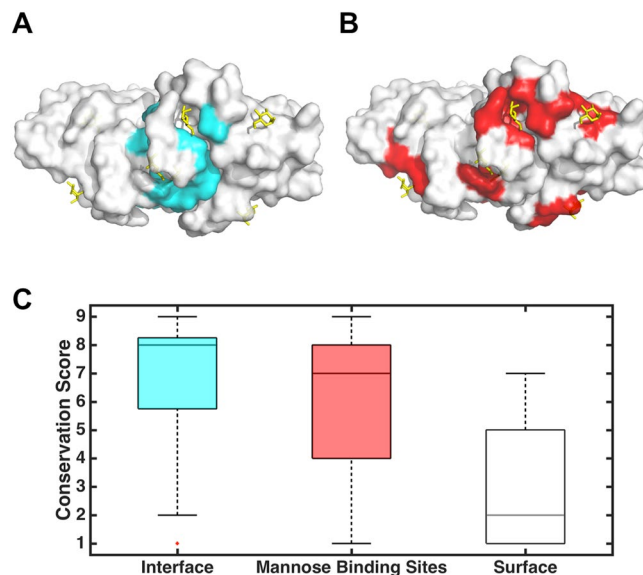 A B
C
Conservation Score
9
8
7
6
5
4
3
2
1
Interface Mannose Binding Sites Surface